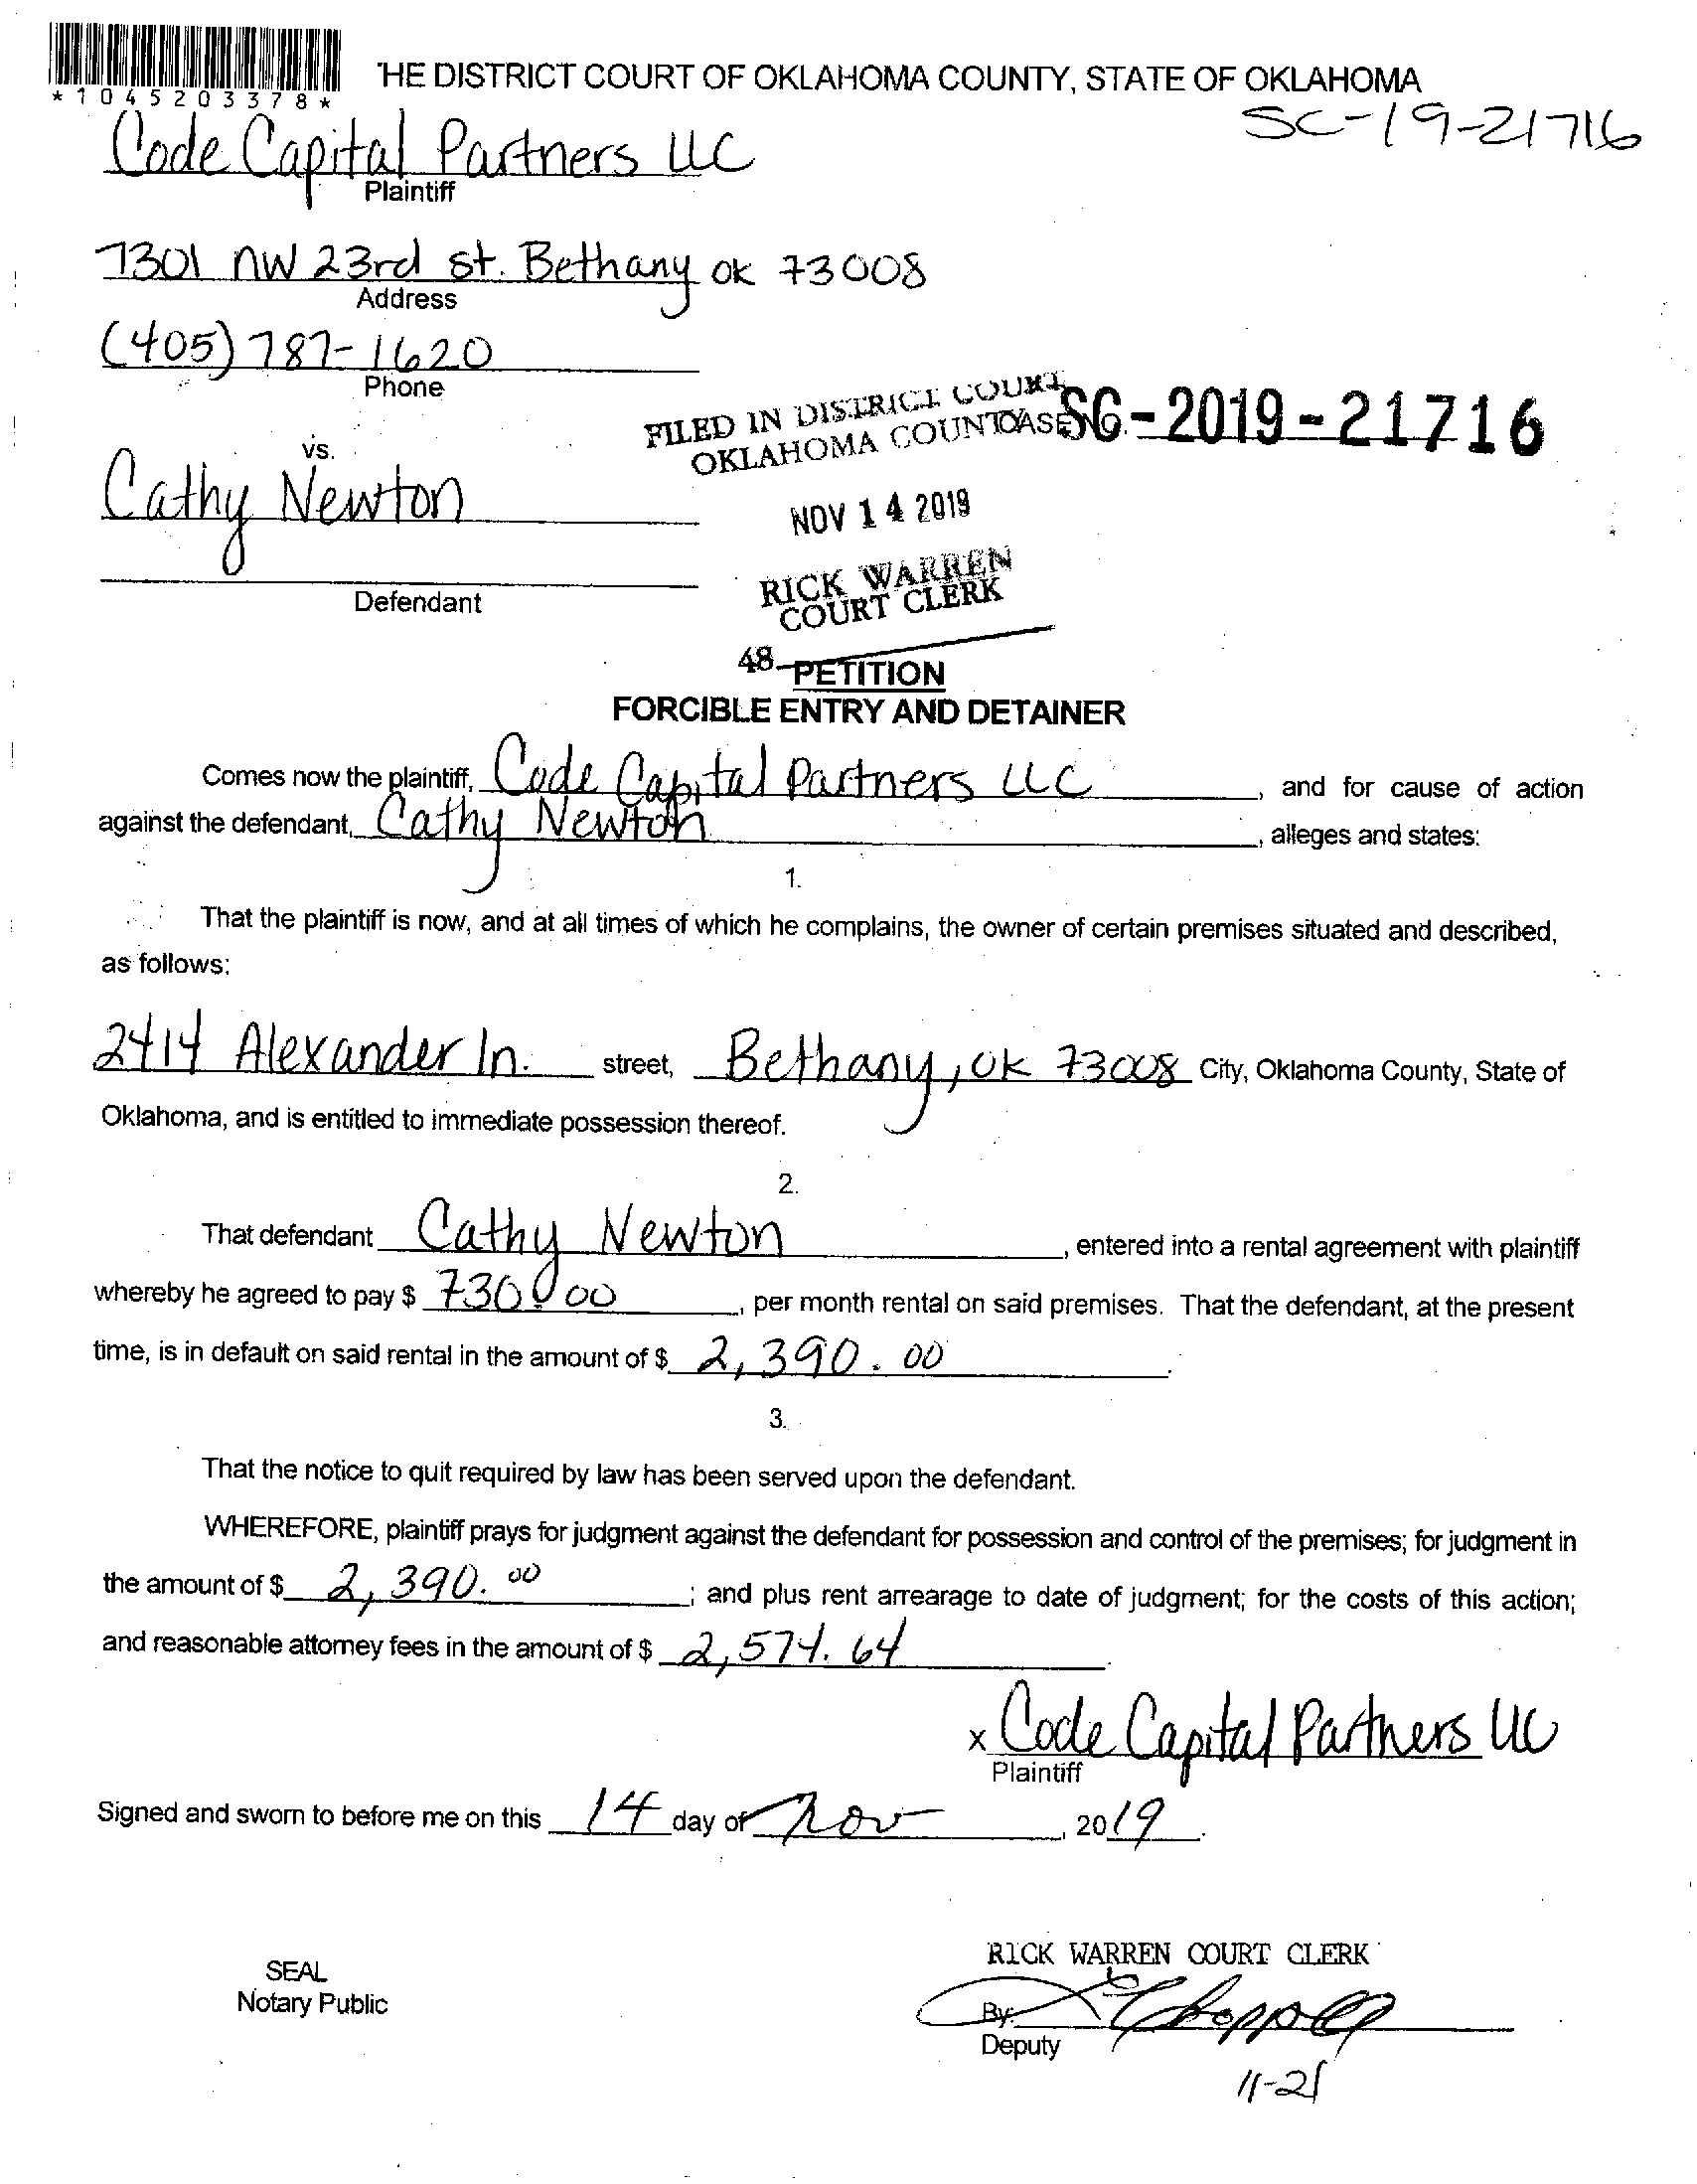 *1045203378*
THE DISTRICT COURT OF OKLAHOMA COUNTY, STATE OF OKLAHOMA
SC-19-21716
Code Capital Partners LLC
Plaintiff
7301 NW 23rd st. Bethany OK 73008
Address
(405) 787-1620
Phone
FILED IN DISTRICT COURT
OKLAHOMA COUNTY
CASE NO. SC-2019-21716
vs.
Cathy Newton
NOV 14 2019
RICK WARREN
COURT CLERK
Defendant
48
PETITION
FORCIBLE ENTRY AND DETAINER
Comes now the plaintiff, Code Capital Partners LLC, and for cause of action
against the defendant, Cathy Newton, alleges and states:
1.
That the plaintiff is now, and at all times of which he complains, the owner of certain premises situated and described,
as follows:
2414 Alexander ln. street, Bethany, OK 73008 City, Oklahoma County, State of
Oklahoma, and is entitled to immediate possession thereof.
2.
That defendant Cathy Newton, entered into a rental agreement with plaintiff
whereby he agreed to pay $ 730.00, per month rental on said premises. That the defendant, at the present
time, is in default on said rental in the amount of $ 2,390.00.
3.
That the notice to quit required by law has been served upon the defendant.
WHEREFORE, plaintiff prays for judgment against the defendant for possession and control of the premises; for judgment in
the amount of $ 2,390.00; and plus rent arrearage to date of judgment; for the costs of this action;
and reasonable attorney fees in the amount of $ 2,574.64.
x Code Capital Partners LLC
Plaintiff
Signed and sworn to before me on this 14 day of Nov, 2019.
RICK WARREN COURT CLERK
SEAL
Notary Public
By:
Deputy
11-21